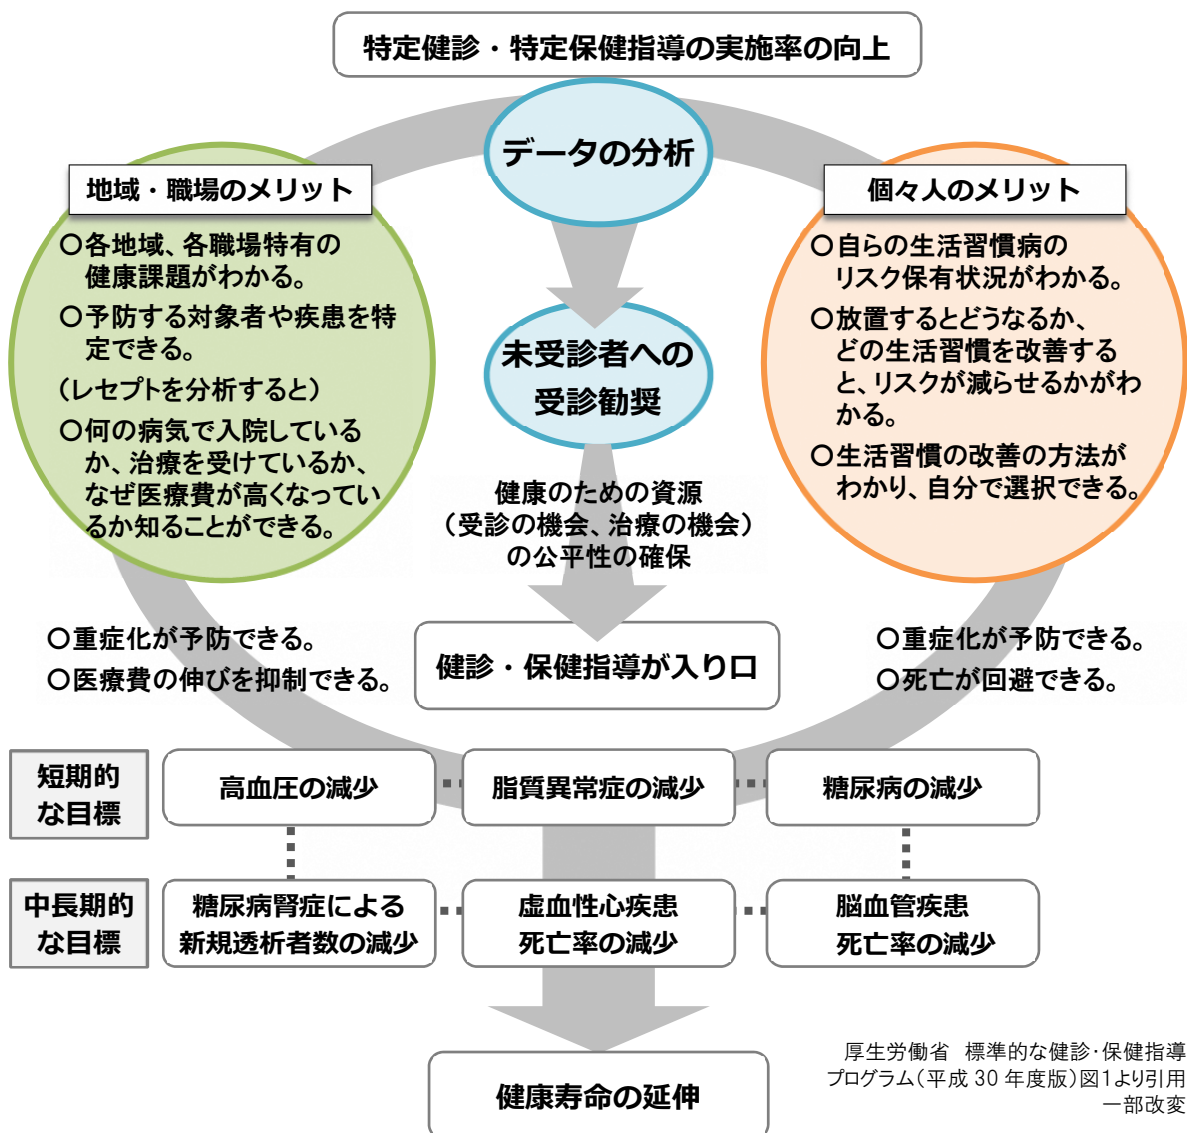 特定健診・特定保健指導の実施率の向上
データの分析
地域・職場のメリット
〇各地域、各職場特有の
健康課題がわかる。
〇予防する対象者や疾患を特
定できる。
(レセプトを分析すると)
〇何の病気で入院している
か、治療を受けているか、
なぜ医療費が高くなってい
るか知ることができる。
個々人のメリット
〇自らの生活習慣病の
リスク保有状況がわかる。
〇放置するとどうなるか、
どの生活習慣を改善する
と、リスクが減らせるかがわ
かる。
〇生活習慣の改善の方法が
わかり、自分で選択できる。
未受診者への
受診勧奨
健康のための資源
(受診の機会、治療の機会)
の公平性の確保
〇重症化が予防できる。
〇医療費の伸びを抑制できる。
健診・保健指導が入り口
〇重症化が予防できる。
〇死亡が回避できる。
短期的
な目標
高血圧の減少
脂質異常症の減少
糖尿病の減少
中長期的
な目標
糖尿病腎症による
新規透析者数の減少
虚血性心疾患
死亡率の減少
脳血管疾患
死亡率の減少
健康寿命の延伸
厚生労働省 標準的な健診・保健指導
プログラム(平成 30 年度版)図1より引用
一部改変